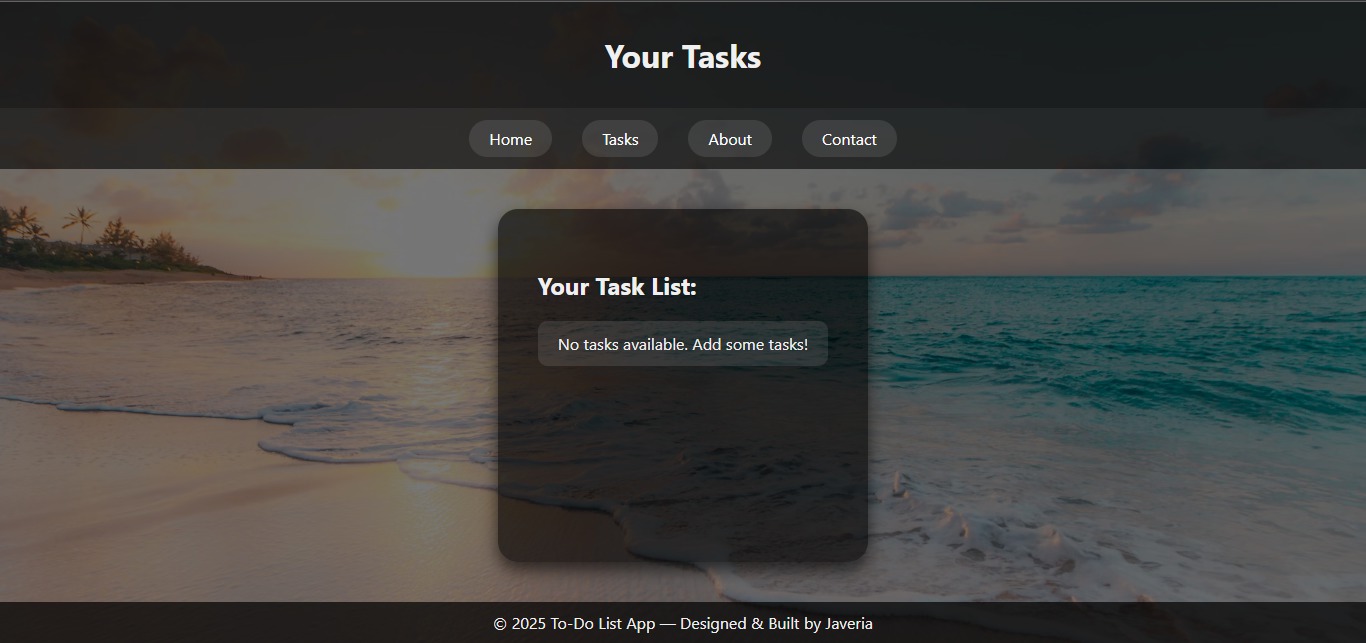 Your Tasks
Home Tasks About Contact
Your Task List:
No tasks available. Add some tasks!
© 2025 To-Do List App — Designed & Built by Javeria